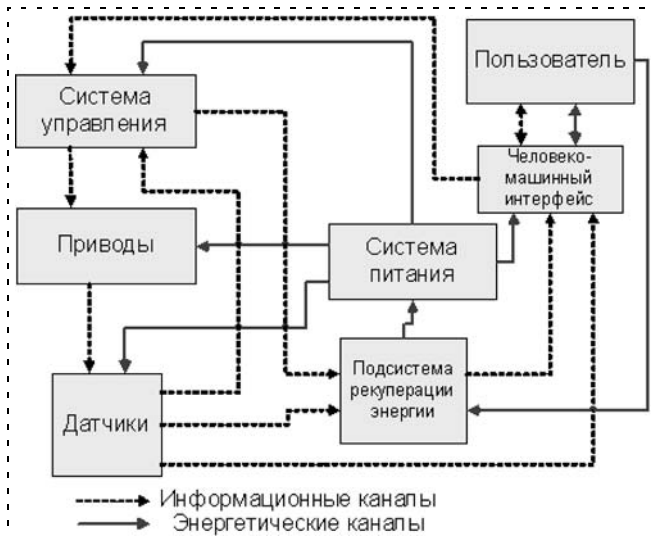 Пользователь
Система
управления
Человеко-
машинный
интерфейс
Приводы
Система
питания
Подсистема
рекуперации
энергии
Датчики
Информационные каналы
Энергетические каналы